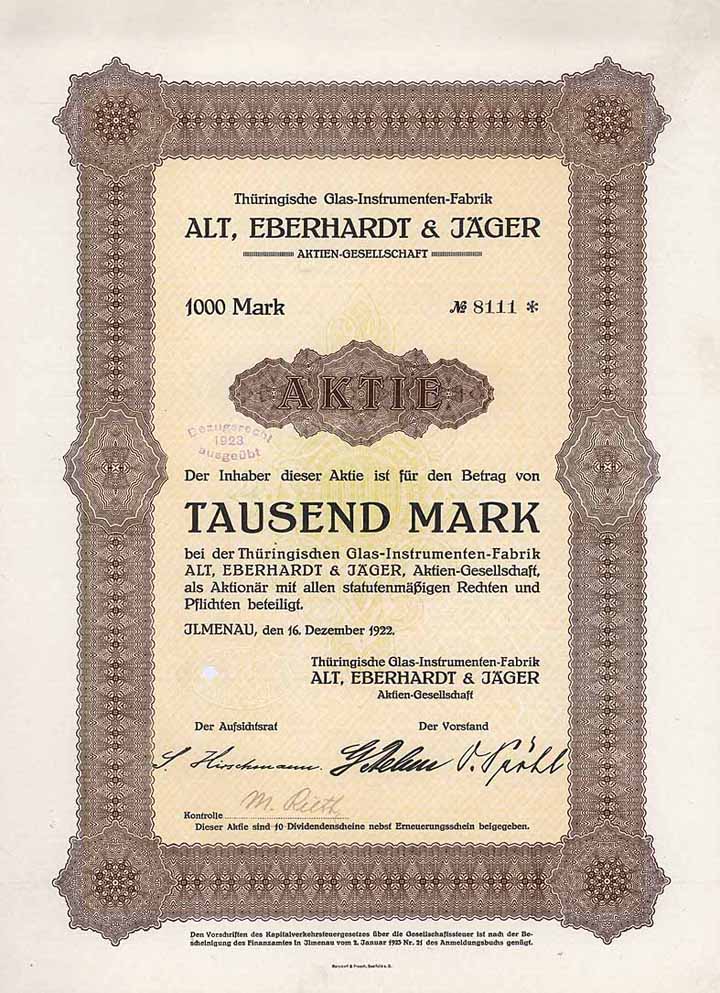 Thüringische Glas-Instrumenten-Fabrik
ALT, EBERHARDT & JÄGER
AKTIEN-GESELLSCHAFT
1000 Mark
№ 8111 *
AKTIE
Bezugsrecht
1923
ausgeübt
Der Inhaber dieser Aktie ist für den Betrag von
TAUSEND MARK
bei der Thüringischen Glas-Instrumenten-Fabrik
ALT, EBERHARDT & JÄGER, Aktien-Gesellschaft,
als Aktionär mit allen statutenmäßigen Rechten und
Pflichten beteiligt.
ILMENAU, den 16. Dezember 1922.
Thüringische Glas-Instrumenten-Fabrik
ALT, EBERHARDT & JÄGER
Aktien-Gesellschaft
Der Aufsichtsrat
Der Vorstand
S. Hirschmann.
M. Rieth
Kontrolle
Dieser Aktie sind 10 Dividendenscheine nebst Erneuerungsschein beigegeben.
Den Vorschriften des Kapitalverkehrsteuergesetzes über die Gesellschaftssteuer ist nach der Be-
scheinigung des Finanzamtes in Ilmenau vom 2. Januar 1923 Nr. 21 des Anmeldungsbuchs genügt.